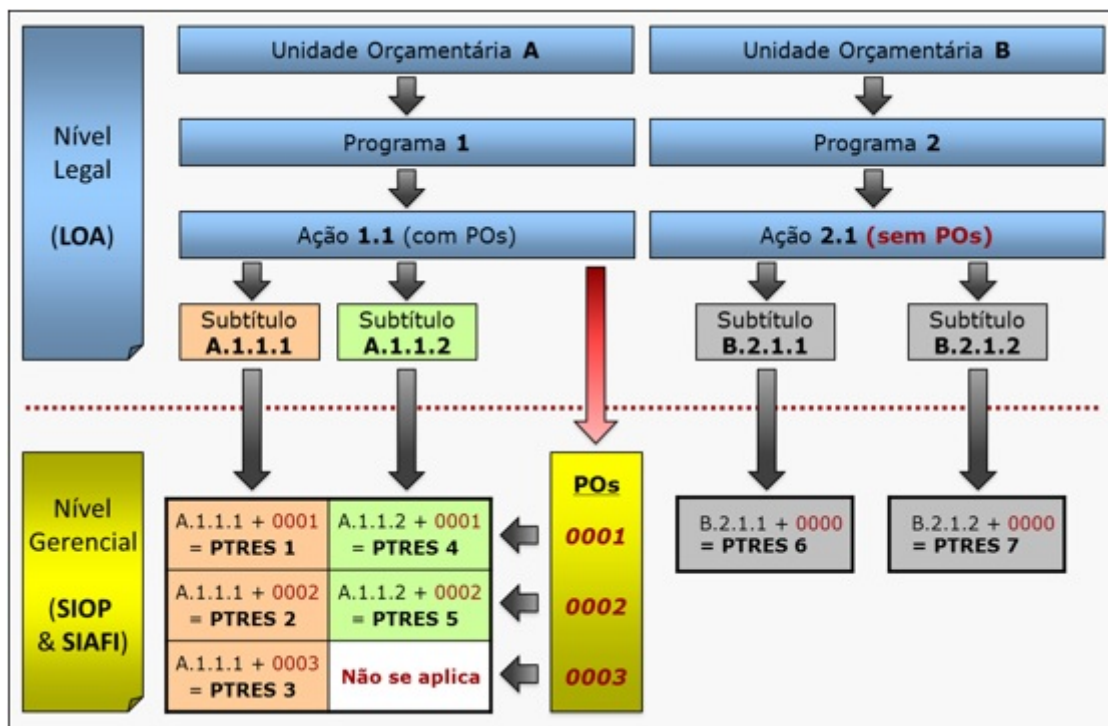 Nível
Legal
(LOA)
Unidade Orçamentária A
Unidade Orçamentária B
Programa 1
Programa 2
Ação 1.1 (com POs)
Ação 2.1 (sem POs)
Subtítulo
A.1.1.1
Subtítulo
A.1.1.2
Subtítulo
B.2.1.1
Subtítulo
B.2.1.2
Nível
Gerencial
(SIOP
& SIAFI)
A.1.1.1 + 0001
= PTRES 1
A.1.1.2 + 0001
= PTRES 4
A.1.1.1 + 0002
= PTRES 2
A.1.1.2 + 0002
= PTRES 5
A.1.1.1 + 0003
= PTRES 3
Não se aplica
POs
0001
0002
0003
B.2.1.1 + 0000
= PTRES 6
B.2.1.2 + 0000
= PTRES 7